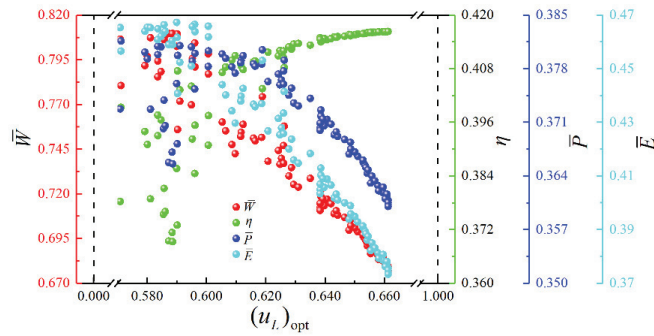 0.820 0.420 0.385 0.47
0.795 0.408 0.378 0.45
0.770 0.396 0.371 0.43
0.745
0.720 0.384 0.364 0.41
0.695 0.372 0.357 0.39
0.670 0.360 0.350 0.37
W̅
η
P̅
E̅
W̅
η
P̅
E̅
0.000 0.580 0.600 0.620 0.640 0.660 1.000
(u_L)_opt